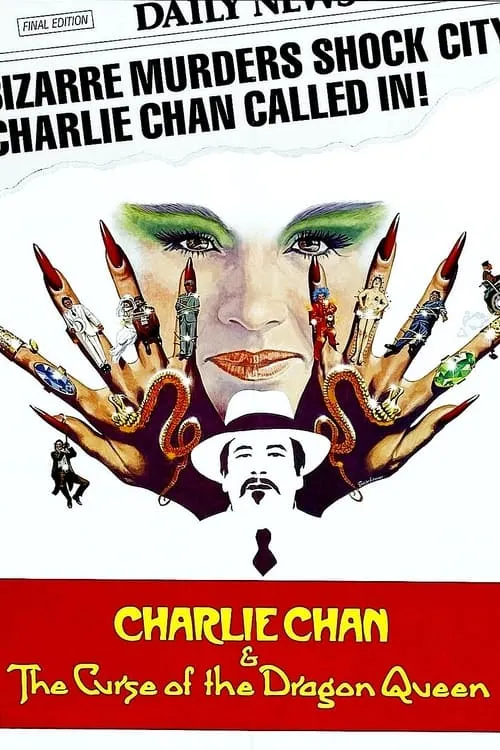 FINAL EDITION
DAILY NEWS
BIZARRE MURDERS SHOCK CITY
CHARLIE CHAN CALLED IN!
CHARLIE CHAN
&
The Curse of the Dragon Queen